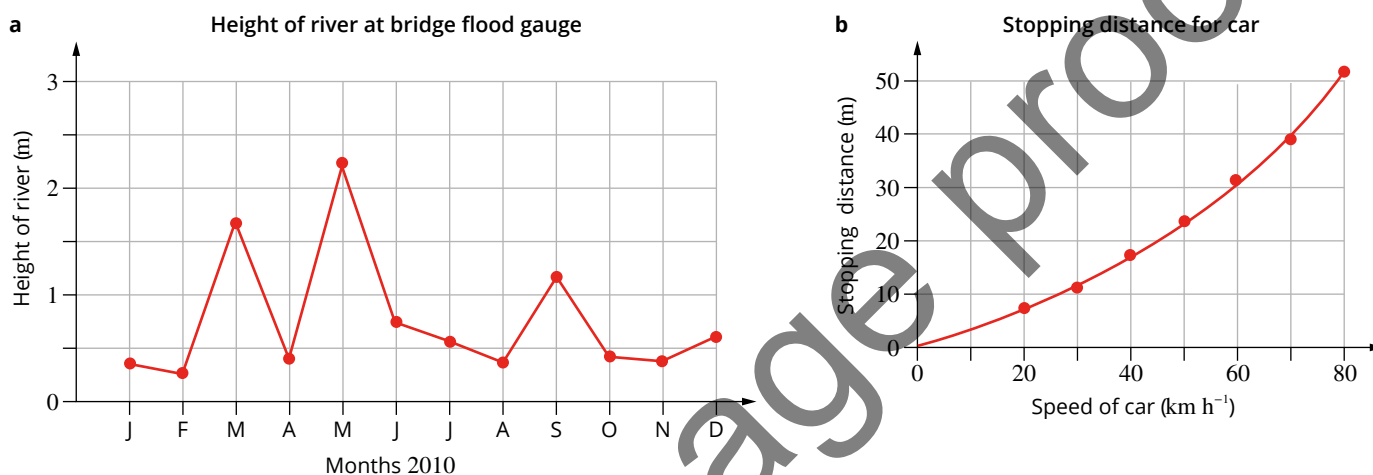 a
Height of river at bridge flood gauge
3
2
1
0
Height of river (m)
J F M A M J J A S O N D
Months 2010
b
Stopping distance for car
50
40
30
20
10
0
Stopping distance (m)
0 20 40 60 80
Speed of car (km h⁻¹)
age